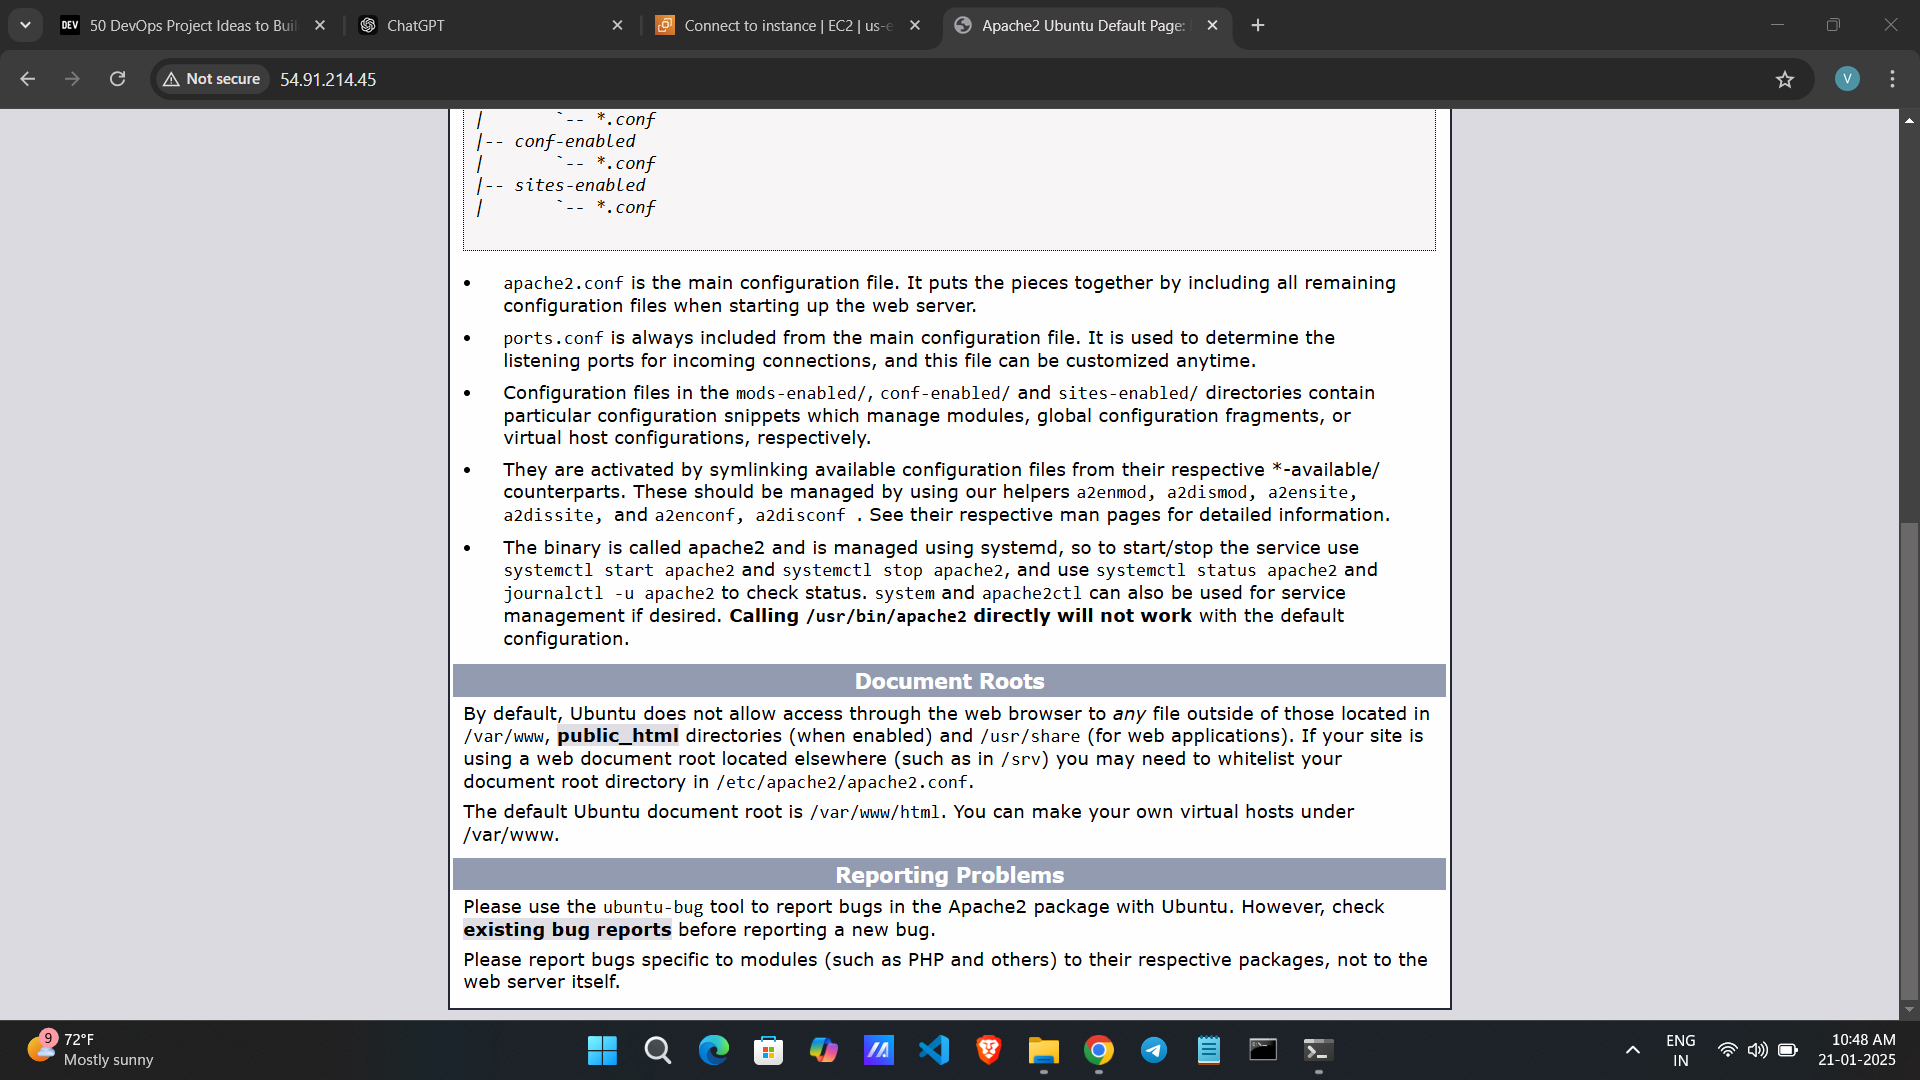 DEV 50 DevOps Project Ideas to Buil
ChatGPT
Connect to instance | EC2 | us-e
Apache2 Ubuntu Default Page:
Not secure 54.91.214.45
V
|       `-- *.conf
|-- conf-enabled
|       `-- *.conf
|-- sites-enabled
|       `-- *.conf
• apache2.conf is the main configuration file. It puts the pieces together by including all remaining
configuration files when starting up the web server.
• ports.conf is always included from the main configuration file. It is used to determine the
listening ports for incoming connections, and this file can be customized anytime.
• Configuration files in the mods-enabled/, conf-enabled/ and sites-enabled/ directories contain
particular configuration snippets which manage modules, global configuration fragments, or
virtual host configurations, respectively.
• They are activated by symlinking available configuration files from their respective *-available/
counterparts. These should be managed by using our helpers a2enmod, a2dismod, a2ensite,
a2dissite, and a2enconf, a2disconf . See their respective man pages for detailed information.
• The binary is called apache2 and is managed using systemd, so to start/stop the service use
systemctl start apache2 and systemctl stop apache2, and use systemctl status apache2 and
journalctl -u apache2 to check status. system and apache2ctl can also be used for service
management if desired. Calling /usr/bin/apache2 directly will not work with the default
configuration.
Document Roots
By default, Ubuntu does not allow access through the web browser to any file outside of those located in
/var/www, public_html directories (when enabled) and /usr/share (for web applications). If your site is
using a web document root located elsewhere (such as in /srv) you may need to whitelist your
document root directory in /etc/apache2/apache2.conf.
The default Ubuntu document root is /var/www/html. You can make your own virtual hosts under
/var/www.
Reporting Problems
Please use the ubuntu-bug tool to report bugs in the Apache2 package with Ubuntu. However, check
existing bug reports before reporting a new bug.
Please report bugs specific to modules (such as PHP and others) to their respective packages, not to the
web server itself.
9
72°F
Mostly sunny
ENG
IN
10:48 AM
21-01-2025